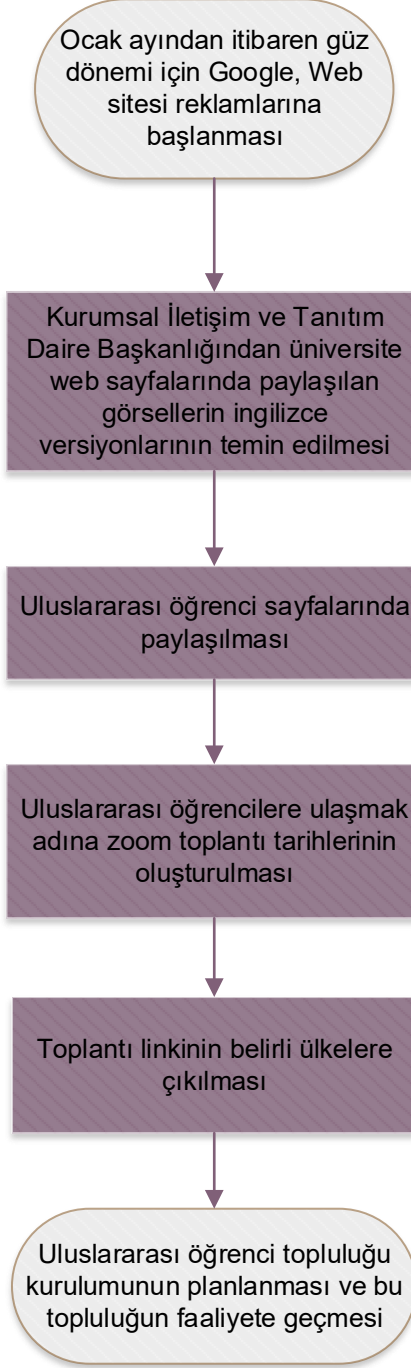 Ocak ayından itibaren güz
dönemi için Google, Web
sitesi reklamlarına
başlanması
Kurumsal İletişim ve Tanıtım
Daire Başkanlığından üniversite
web sayfalarında paylaşılan
görsellerin ingilizce
versiyonlarının temin edilmesi
Uluslararası öğrenci sayfalarında
paylaşılması
Uluslararası öğrencilere ulaşmak
adına zoom toplantı tarihlerinin
oluşturulması
Toplantı linkinin belirli ülkelere
çıkılması
Uluslararası öğrenci topluluğu
kurulumunun planlanması ve bu
topluluğun faaliyete geçmesi